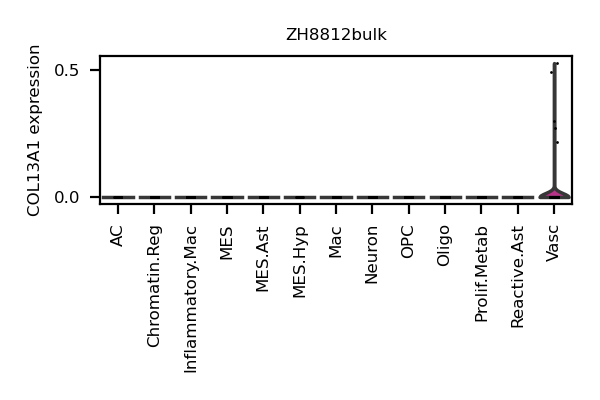 ZH8812bulk
COL13A1 expression
0.5
0.0
AC
Chromatin.Reg
Inflammatory.Mac
MES
MES.Ast
MES.Hyp
Mac
Neuron
OPC
Oligo
Prolif.Metab
Reactive.Ast
Vasc